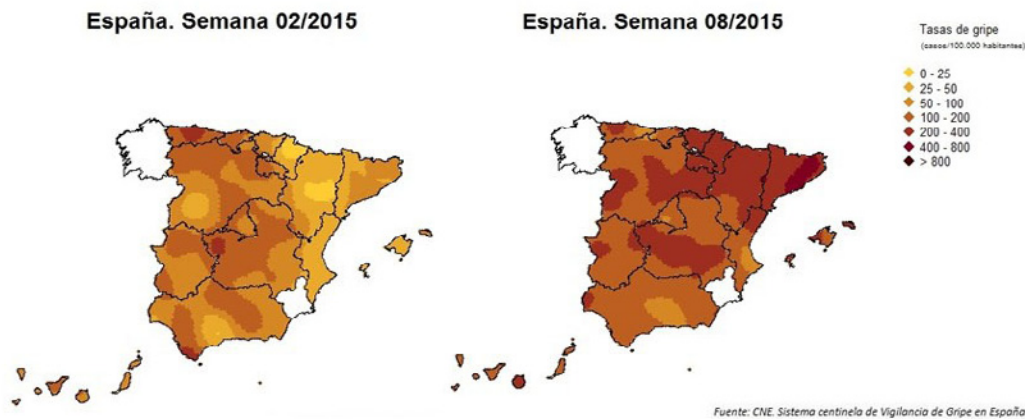 España. Semana 02/2015
España. Semana 08/2015
Tasas de gripe
(casos/100.000 habitantes)
0 - 25
25 - 50
50 - 100
100 - 200
200 - 400
400 - 800
> 800
Fuente: CNE. Sistema centinela de Vigilancia de Gripe en España